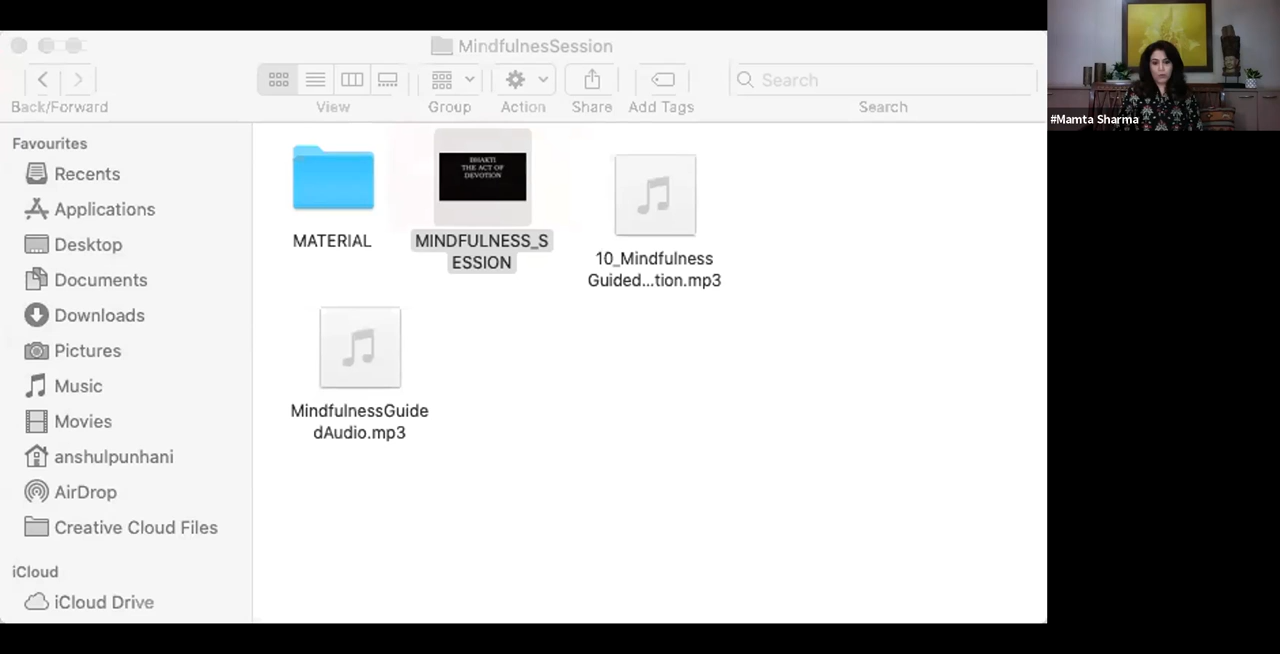 MindfulnesSession
Back/Forward
View
Group
Action
Share
Add Tags
Search
Search
#Mamta Sharma
Favourites
Recents
Applications
Desktop
Documents
Downloads
Pictures
Music
Movies
anshulpunhani
AirDrop
Creative Cloud Files
iCloud
iCloud Drive
MATERIAL
BHAKTI
THE ACT OF
DEVOTION
MINDFULNESS_S
ESSION
10_Mindfulness
Guided...tion.mp3
MindfulnessGuide
dAudio.mp3